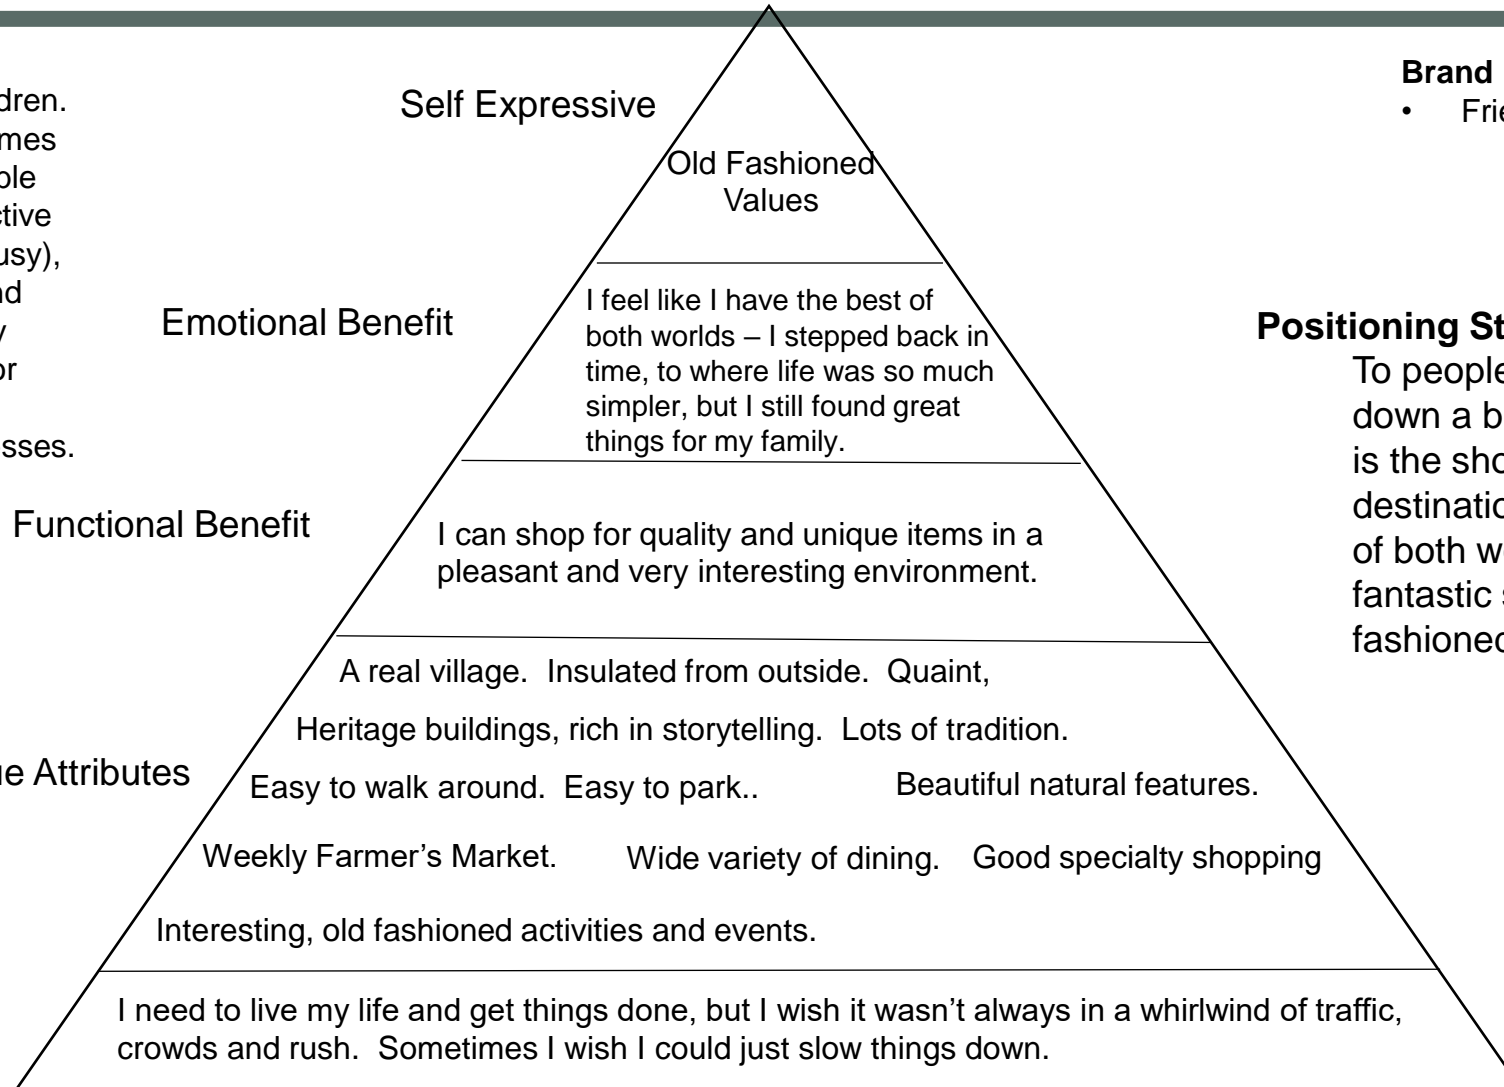 dren.
mes
ble
ctive
usy),
nd
y
or
sses.
Self Expressive
Old Fashioned
Values
Emotional Benefit
I feel like I have the best of
both worlds – I stepped back in
time, to where life was so much
simpler, but I still found great
things for my family.
Functional Benefit
I can shop for quality and unique items in a
pleasant and very interesting environment.
ue Attributes
A real village.  Insulated from outside.  Quaint,
Heritage buildings, rich in storytelling.  Lots of tradition.
Easy to walk around.  Easy to park..
Beautiful natural features.
Weekly Farmer’s Market.
Wide variety of dining.
Good specialty shopping
Interesting, old fashioned activities and events.
I need to live my life and get things done, but I wish it wasn’t always in a whirlwind of traffic,
crowds and rush.  Sometimes I wish I could just slow things down.
Brand
• Frie
Positioning St
To people
down a b
is the sho
destinatio
of both w
fantastic
fashioned